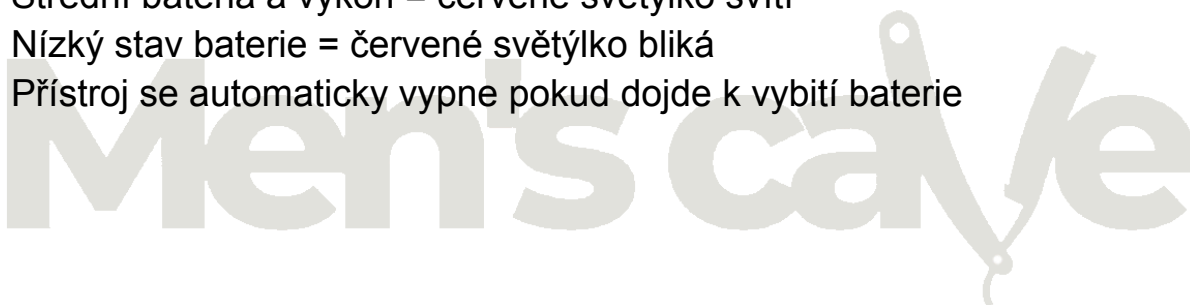 Střední bateria a výkon = červené světýlko svítí
Nízký stav baterie = červené světýlko bliká
Přístroj se automaticky vypne pokud dojde k vybití baterie
Men's cave